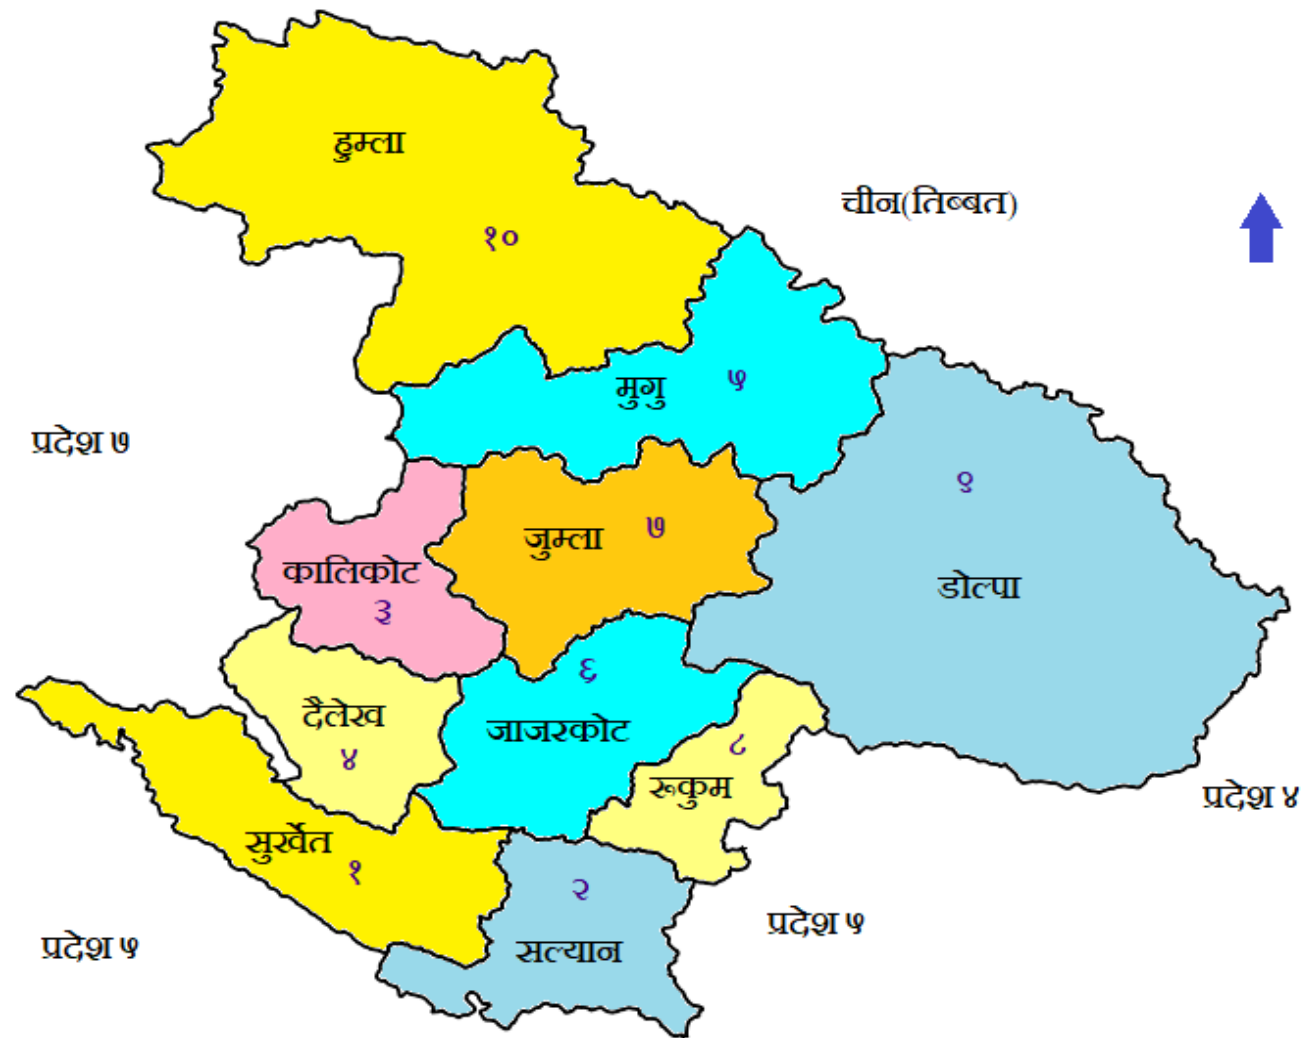 हुम्ला
चीन(तिब्बत)
१०
मुगु ५
प्रदेश ७
९
जुम्ला ७
कालिकोट
डोल्पा
३
६
दैलेख
जाजरकोट
८
४
रूकुम
प्रदेश ४
सुर्खेत
१
२
प्रदेश ५
प्रदेश ५
सल्यान